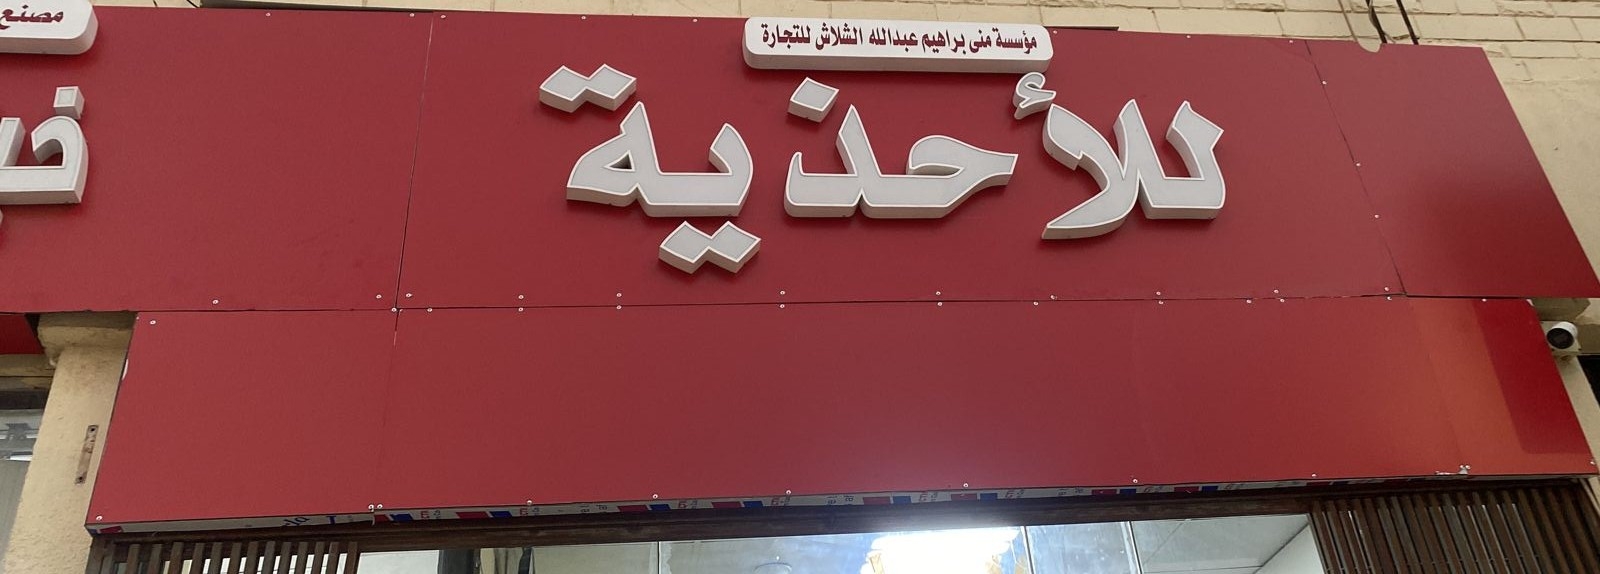 مؤسسة منى براهيم عبدالله الشلاش للتجارة
للأحذية
مصنع